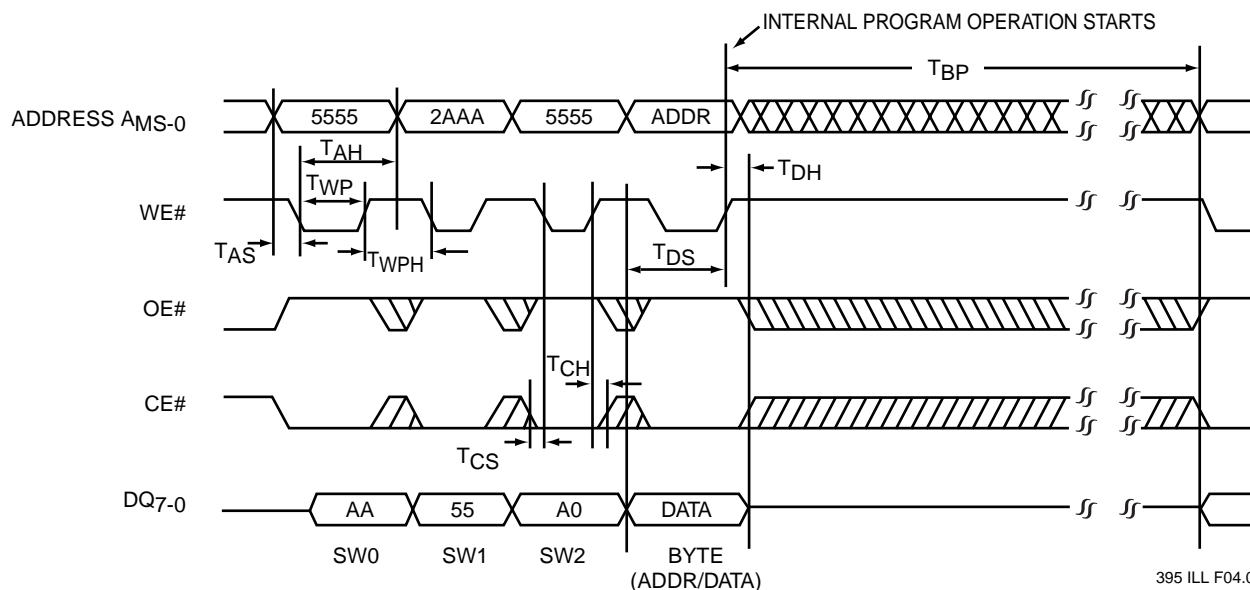 INTERNAL PROGRAM OPERATION STARTS
TBP
ADDRESS AMS-0
5555
2AAA
5555
ADDR
TAH
TDH
TWP
WE#
TAS
TWPH
TDS
OE#
TCH
CE#
TCS
DQ7-0
AA
55
A0
DATA
SW0
SW1
SW2
BYTE
(ADDR/DATA)
395 ILL F04.0